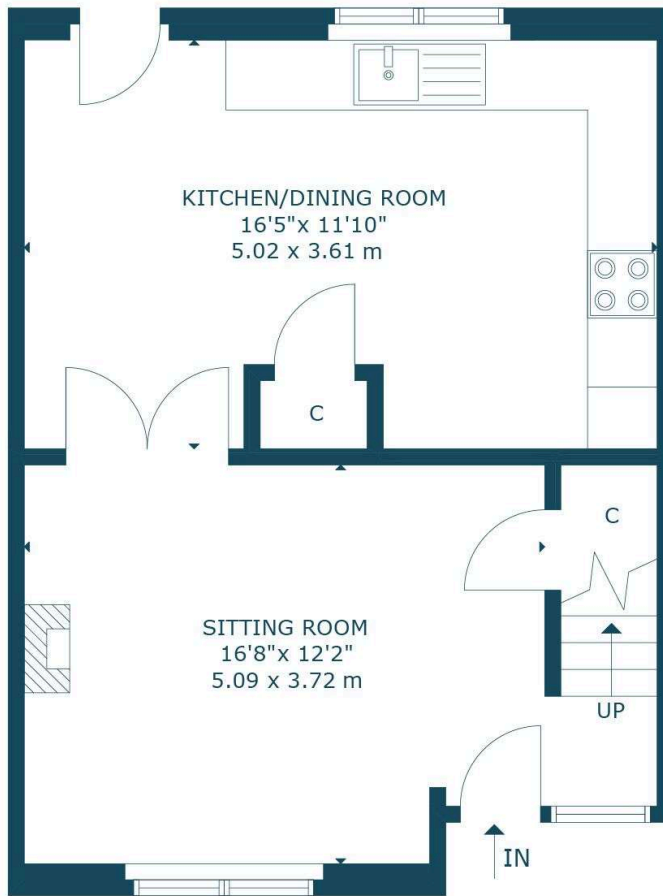 KITCHEN/DINING ROOM
16'5"x 11'10"
5.02 x 3.61 m
C
C
SITTING ROOM
16'8"x 12'2"
5.09 x 3.72 m
UP
IN